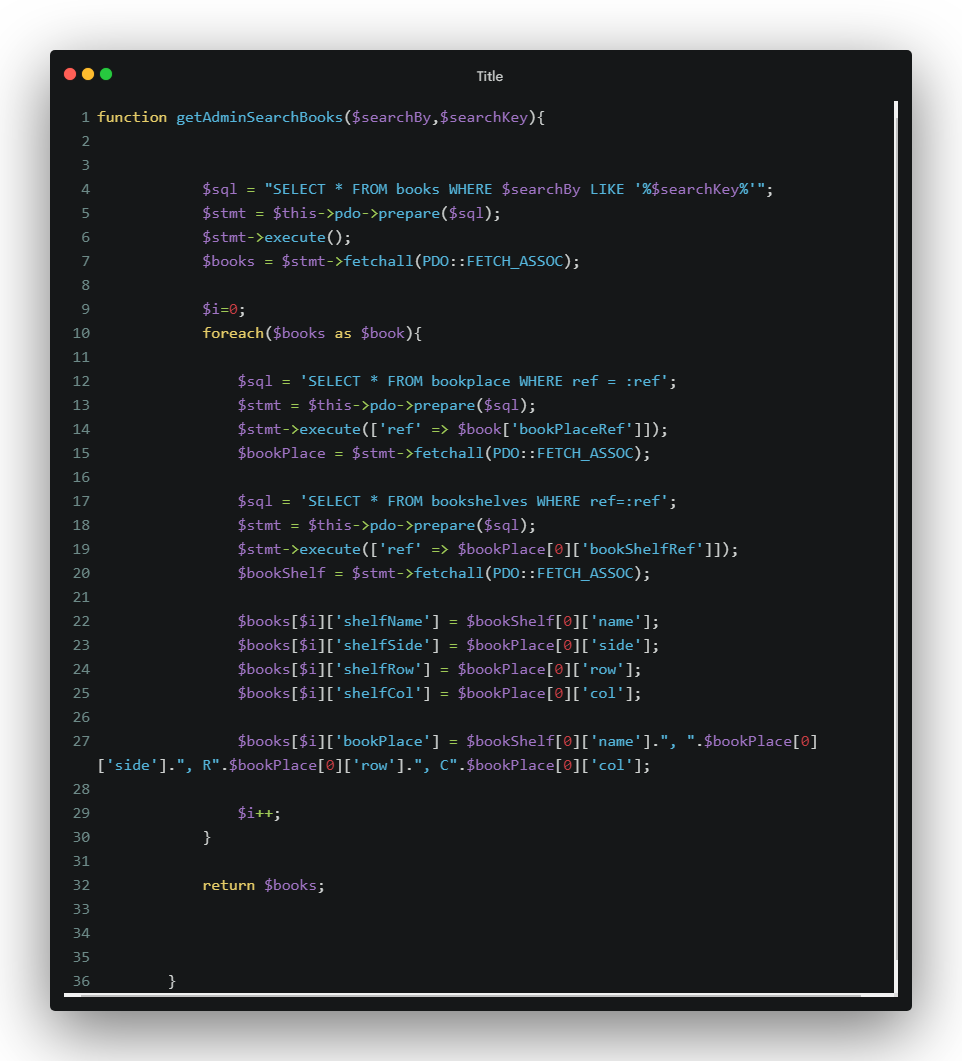 Title
1 function getAdminSearchBooks($searchBy,$searchKey){
2
3
4 $sql = "SELECT * FROM books WHERE $searchBy LIKE '%$searchKey%'";
5 $stmt = $this->pdo->prepare($sql);
6 $stmt->execute();
7 $books = $stmt->fetchall(PDO::FETCH_ASSOC);
8
9 $i=0;
10 foreach($books as $book){
11
12 $sql = 'SELECT * FROM bookplace WHERE ref = :ref';
13 $stmt = $this->pdo->prepare($sql);
14 $stmt->execute(['ref' => $book['bookPlaceRef']]);
15 $bookPlace = $stmt->fetchall(PDO::FETCH_ASSOC);
16
17 $sql = 'SELECT * FROM bookshelves WHERE ref=:ref';
18 $stmt = $this->pdo->prepare($sql);
19 $stmt->execute(['ref' => $bookPlace[0]['bookShelfRef']]);
20 $bookShelf = $stmt->fetchall(PDO::FETCH_ASSOC);
21
22 $books[$i]['shelfName'] = $bookShelf[0]['name'];
23 $books[$i]['shelfSide'] = $bookPlace[0]['side'];
24 $books[$i]['shelfRow'] = $bookPlace[0]['row'];
25 $books[$i]['shelfCol'] = $bookPlace[0]['col'];
26
27 $books[$i]['bookPlace'] = $bookShelf[0]['name'].", ".$bookPlace[0]
['side'].", R".$bookPlace[0]['row'].", C".$bookPlace[0]['col'];
28
29 $i++;
30 }
31
32 return $books;
33
34
35
36 }